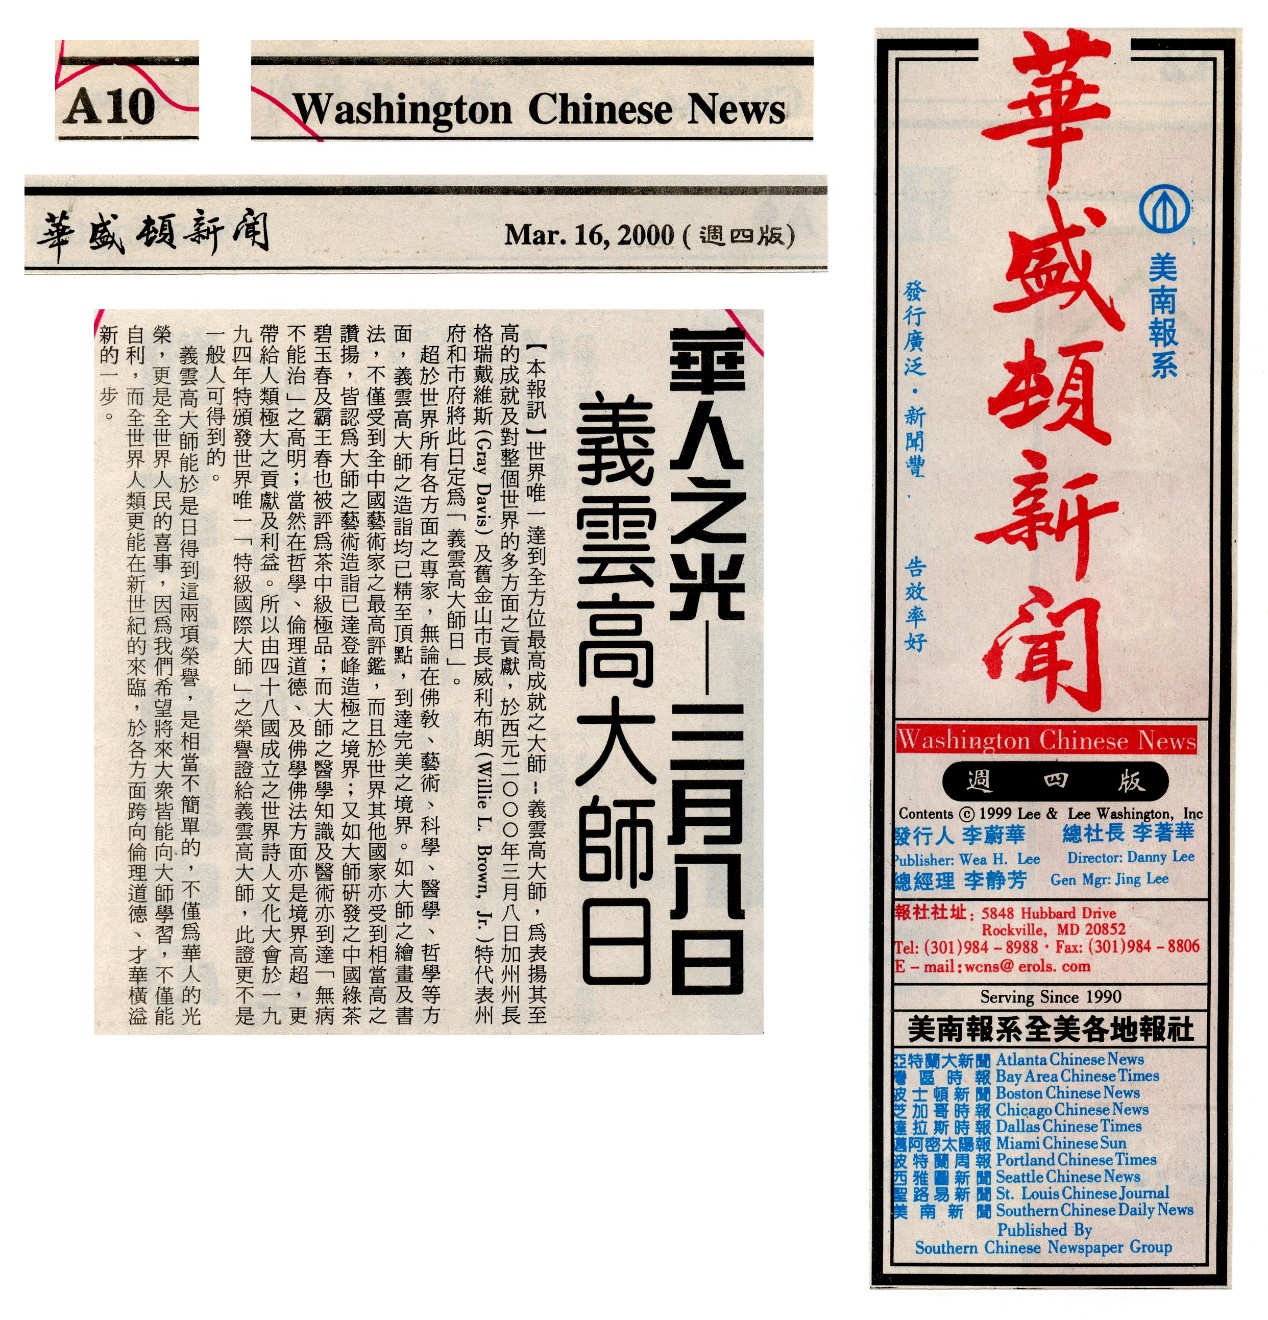 A10
Washington Chinese News
華盛頓新聞
Mar. 16, 2000 ( 週四版)
華人之光──三月八日
義雲高大師日
【本報訊】世界唯一達到全方位最高成就之大師--義雲高大師，為表揚其至
高的成就及對整個世界的多方面之貢獻，於西元二○○○年三月八日加州州長
格瑞戴維斯(Gray Davis)及舊金山市長威利布朗(Willie L. Brown, Jr.)特代表州
府和市府將此日定為「義雲高大師日」。
超於世界所有各方面之專家，無論在佛教、藝術、科學、醫學、哲學等方
面，義雲高大師之造詣均已精至頂點，到達完美之境界。如大師之繪畫及書
法，不僅受到全中國藝術家之最高評鑑，而且於世界其他國家亦受到相當高之
讚揚，皆認為大師之藝術造詣已達登峰造極之境界；又如大師研發之中國綠茶
碧玉春及霸王春也被評為茶中級極品；而大師之醫學知識及醫術亦到達「無病
不能治」之高明；當然在哲學、倫理道德、及佛學佛法方面亦是境界高超，更
帶給人類極大之貢獻及利益。所以由四十八國成立之世界詩人文化大會於一九
九四年特頒發世界唯一「特級國際大師」之榮譽證給義雲高大師，此證更不是
一般人可得到的。
義雲高大師能於是日得到這兩項榮譽，是相當不簡單的，不僅為華人的光
榮，更是全世界人民的喜事，因為我們希望將來大衆皆能向大師學習，不僅能
自利，而全世界人類更能在新世紀的來臨，於各方面跨向倫理道德、才華橫溢
新的一步。
華盛頓新聞
美南報系
發行廣泛·新聞豐
告效率好
Washington Chinese News
週四版
Contents © 1999 Lee & Lee Washington, Inc
發行人 李蔚華 總社長 李著華
Publisher: Wea H. Lee Director: Danny Lee
總經理 李静芳 Gen Mgr: Jing Lee
報社社址: 5848 Hubbard Drive
Rockville, MD 20852
Tel: (301)984-8988·Fax: (301)984-8806
E-mail:wcns@erols.com
Serving Since 1990
美南報系全美各地報社
亞特蘭大新聞 Atlanta Chinese News
灣區時報 Bay Area Chinese Times
波士頓新聞 Boston Chinese News
芝加哥時報 Chicago Chinese News
達拉斯時報 Dallas Chinese Times
邁阿密太陽報 Miami Chinese Sun
波特蘭周報 Portland Chinese Times
西雅圖新聞 Seattle Chinese News
聖路易新聞 St. Louis Chinese Journal
美南新聞 Southern Chinese Daily News
Published By
Southern Chinese Newspaper Group